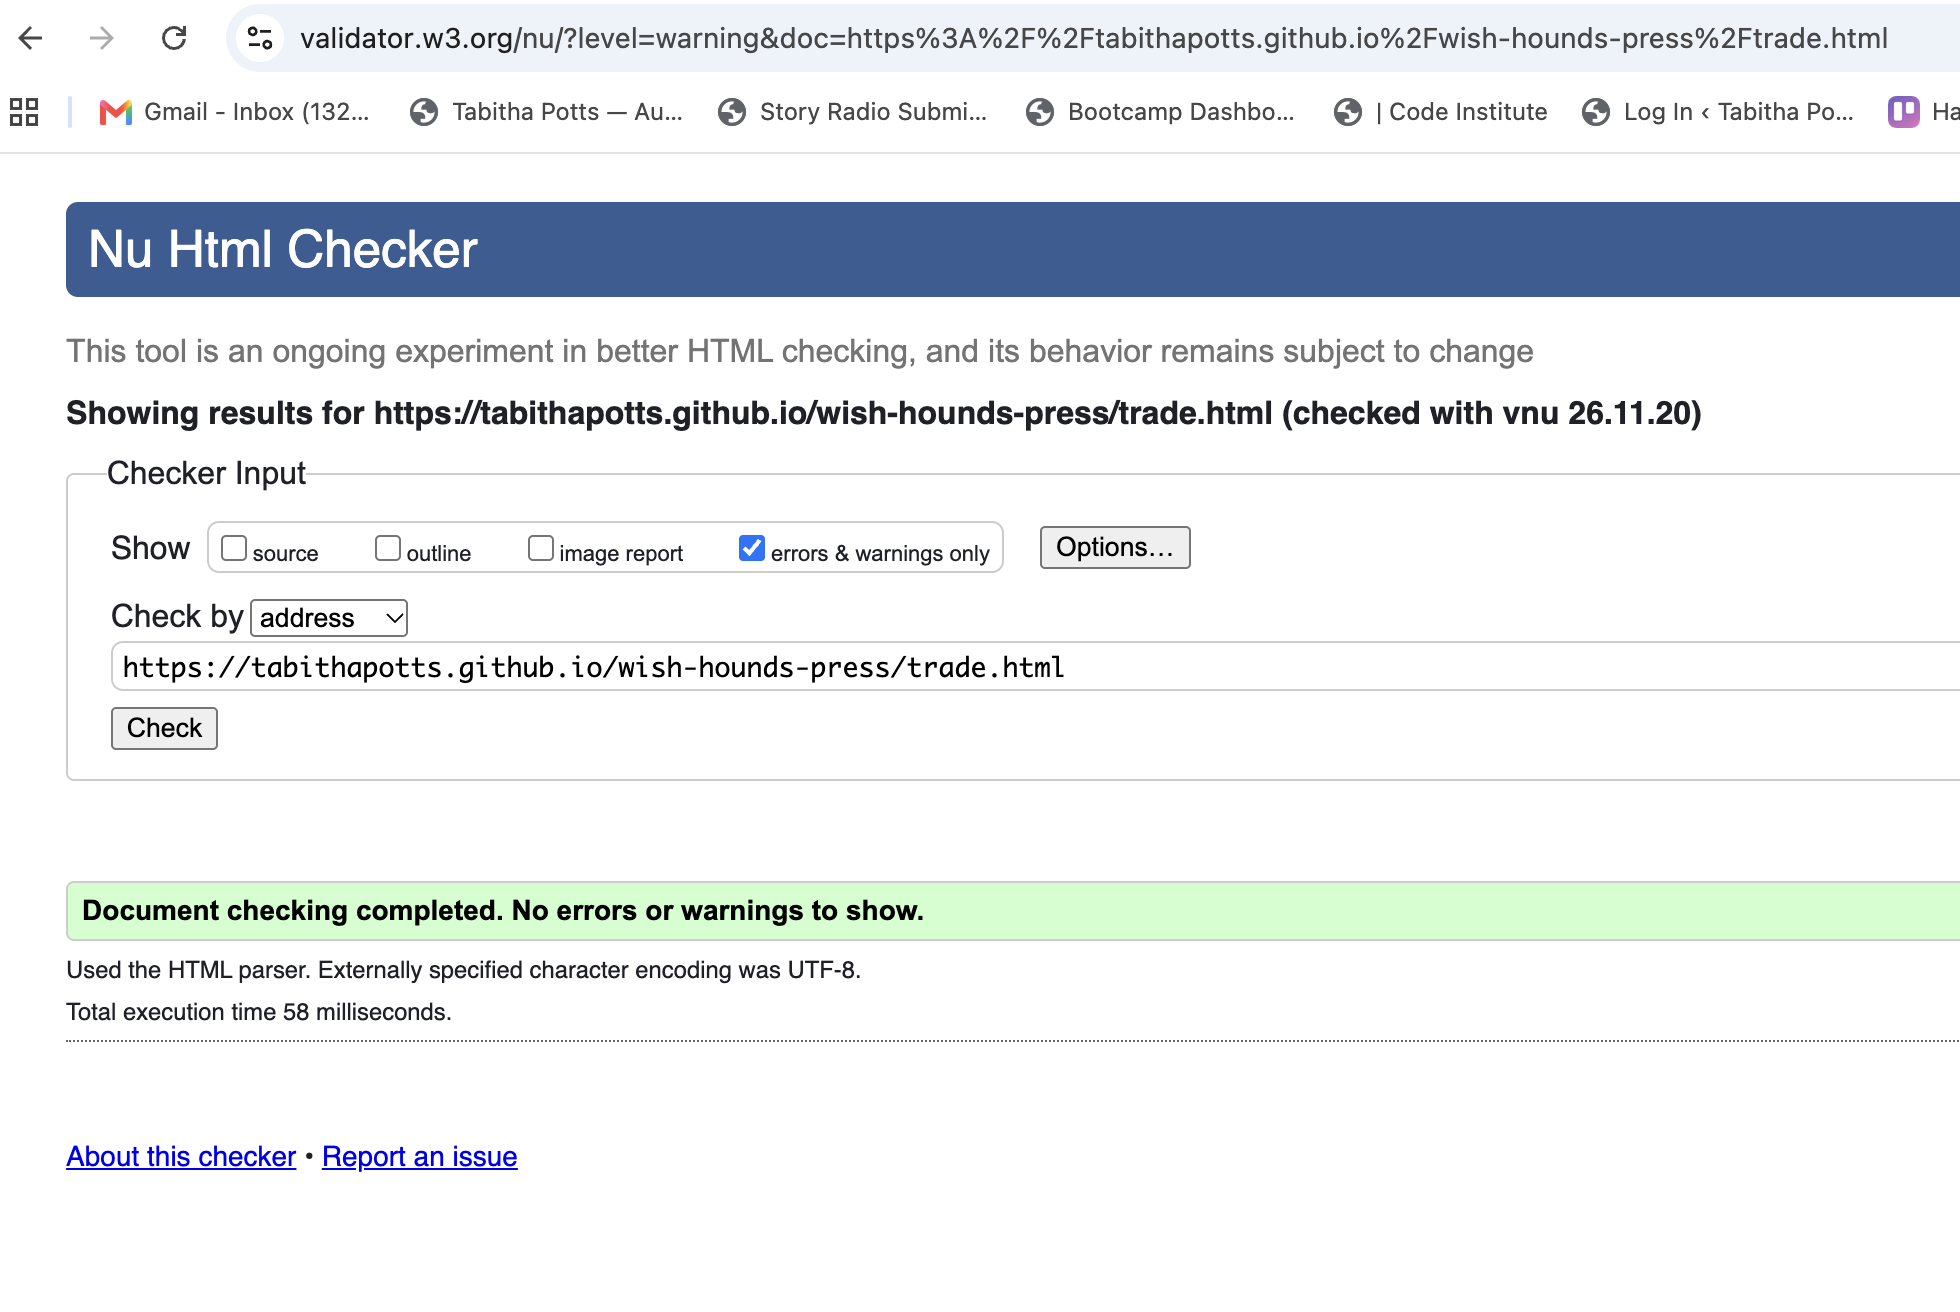 validator.w3.org/nu/?level=warning&doc=https%3A%2F%2Ftabithapotts.github.io%2Fwish-hounds-press%2Ftrade.html
Gmail - Inbox (132... Tabitha Potts — Au... Story Radio Submi... Bootcamp Dashbo... | Code Institute Log In ‹ Tabitha Po... Ha
Nu Html Checker
This tool is an ongoing experiment in better HTML checking, and its behavior remains subject to change
Showing results for https://tabithapotts.github.io/wish-hounds-press/trade.html (checked with vnu 26.11.20)
Checker Input
Show source outline image report errors & warnings only Options...
Check by address
https://tabithapotts.github.io/wish-hounds-press/trade.html
Check
Document checking completed. No errors or warnings to show.
Used the HTML parser. Externally specified character encoding was UTF-8.
Total execution time 58 milliseconds.
About this checker • Report an issue